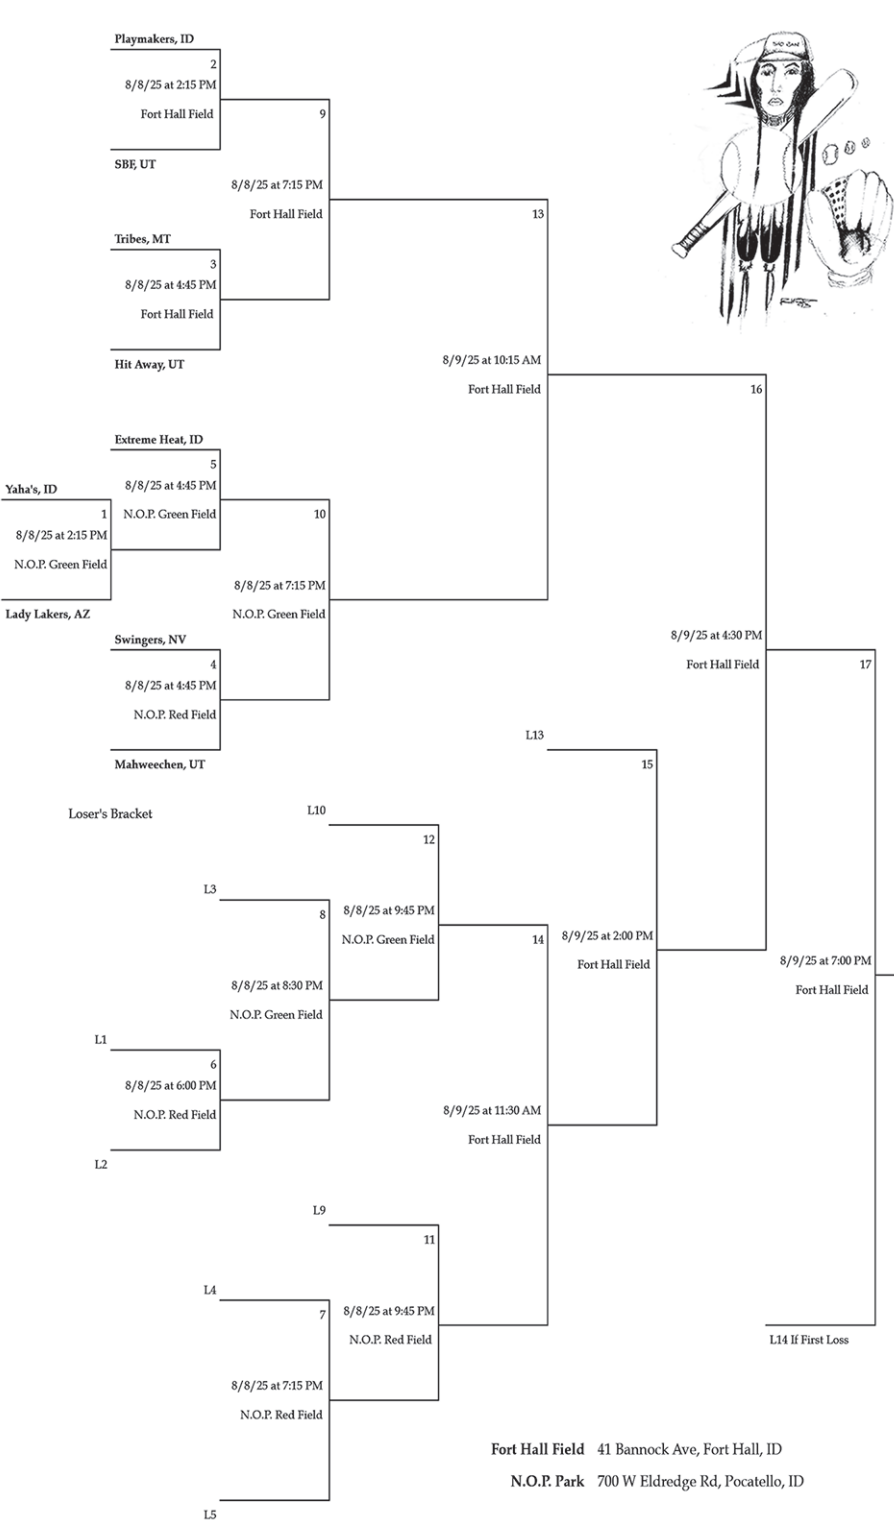 Playmakers, ID
2
8/8/25 at 2:15 PM
Fort Hall Field
SBF, UT
9
8/8/25 at 7:15 PM
Fort Hall Field
Tribes, MT
3
8/8/25 at 4:45 PM
Fort Hall Field
Hit Away, UT
13
8/9/25 at 10:15 AM
Fort Hall Field
16
Extreme Heat, ID
5
8/8/25 at 4:45 PM
N.O.P. Green Field
Yaha's, ID
1
8/8/25 at 2:15 PM
N.O.P. Green Field
Lady Lakers, AZ
10
8/8/25 at 7:15 PM
N.O.P. Green Field
Swingers, NV
4
8/8/25 at 4:45 PM
N.O.P. Red Field
Mahweechen, UT
8/9/25 at 4:30 PM
Fort Hall Field
17
L13
15
Loser's Bracket
L10
12
L3
8
8/8/25 at 9:45 PM
N.O.P. Green Field
14
8/9/25 at 2:00 PM
Fort Hall Field
8/9/25 at 7:00 PM
Fort Hall Field
8/8/25 at 8:30 PM
N.O.P. Green Field
L1
6
8/8/25 at 6:00 PM
N.O.P. Red Field
L2
8/9/25 at 11:30 AM
Fort Hall Field
L9
11
L4
7
8/8/25 at 9:45 PM
N.O.P. Red Field
L14 If First Loss
8/8/25 at 7:15 PM
N.O.P. Red Field
L5
Fort Hall Field 41 Bannock Ave, Fort Hall, ID
N.O.P. Park 700 W Eldredge Rd, Pocatello, ID